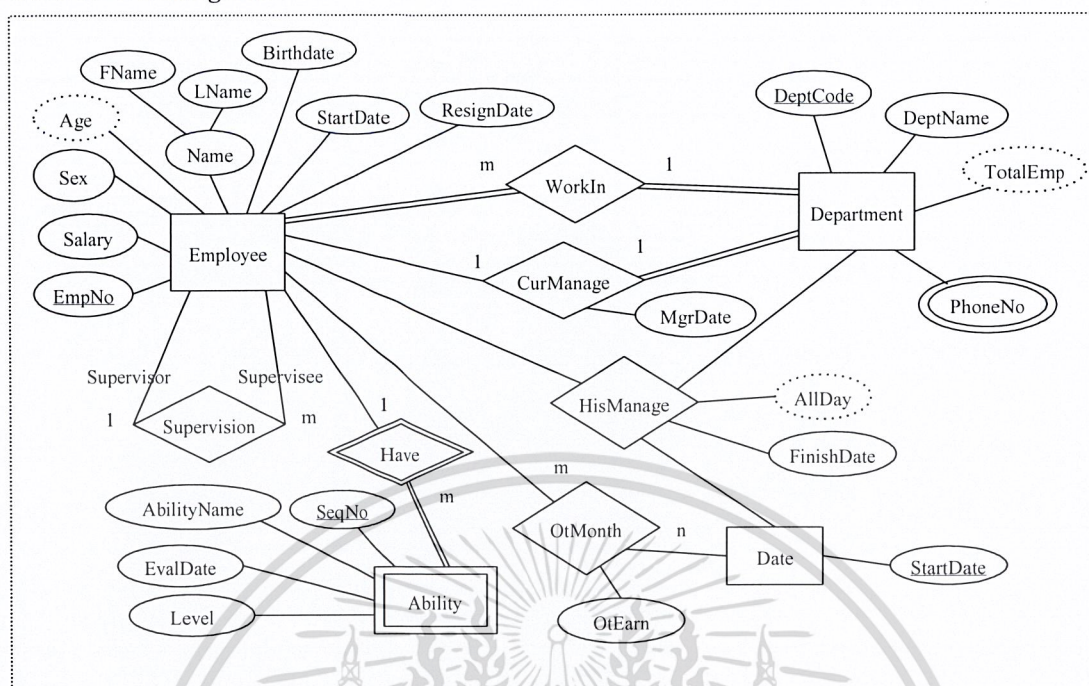 Birthdate
FName
LName
DeptCode
Age
StartDate
ResignDate
DeptName
Name
m
1
TotalEmp
Sex
WorkIn
Department
Salary
Employee
1
1
CurManage
EmpNo
MgrDate
PhoneNo
Supervisor
Supervisee
HisManage
AllDay
1
Supervision
m
1
Have
FinishDate
m
AbilityName
SeqNo
m
OtMonth
n
Date
StartDate
EvalDate
Ability
Level
OtEarn